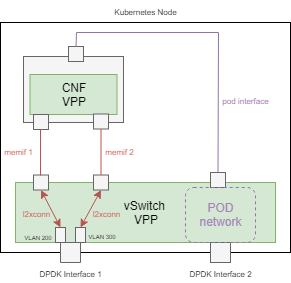 Kubernetes Node
CNF
VPP
pod interface
memif 1
memif 2
vSwitch
VPP
POD
network
l2xconn
l2xconn
VLAN 200
VLAN 300
DPDK Interface 1
DPDK Interface 2